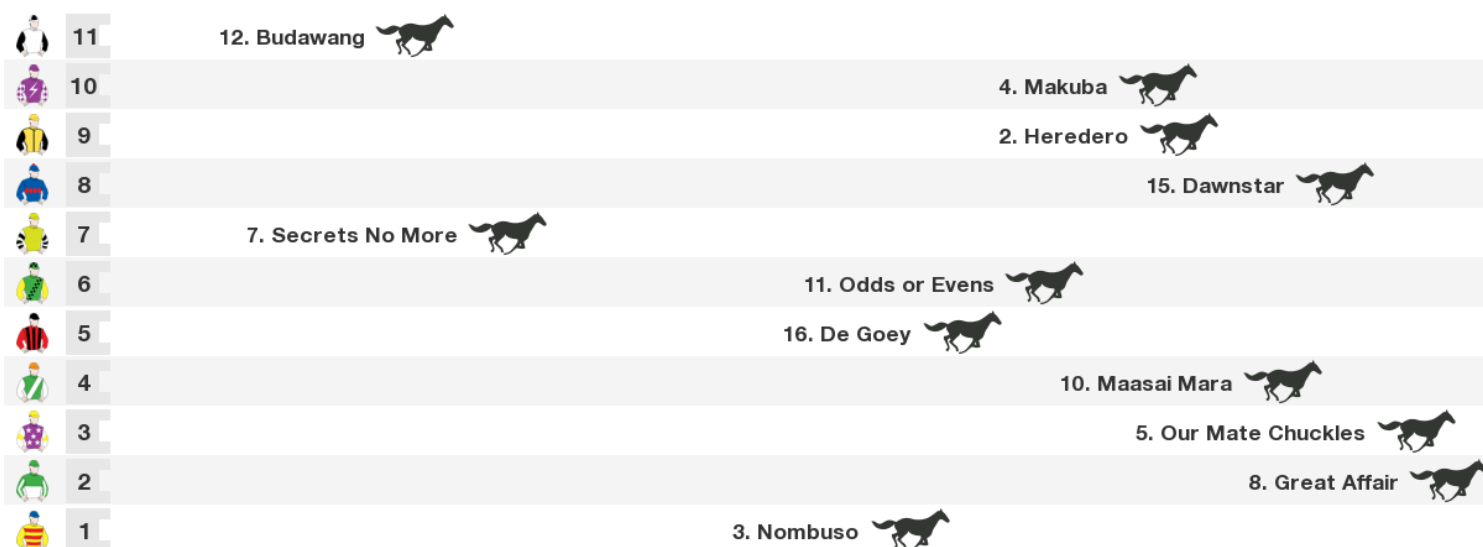 11 12. Budawang
10 4. Makuba
9 2. Heredero
8 15. Dawnstar
7 7. Secrets No More
6 11. Odds or Evens
5 16. De Goey
4 10. Maasai Mara
3 5. Our Mate Chuckles
2 8. Great Affair
1 3. Nombuso